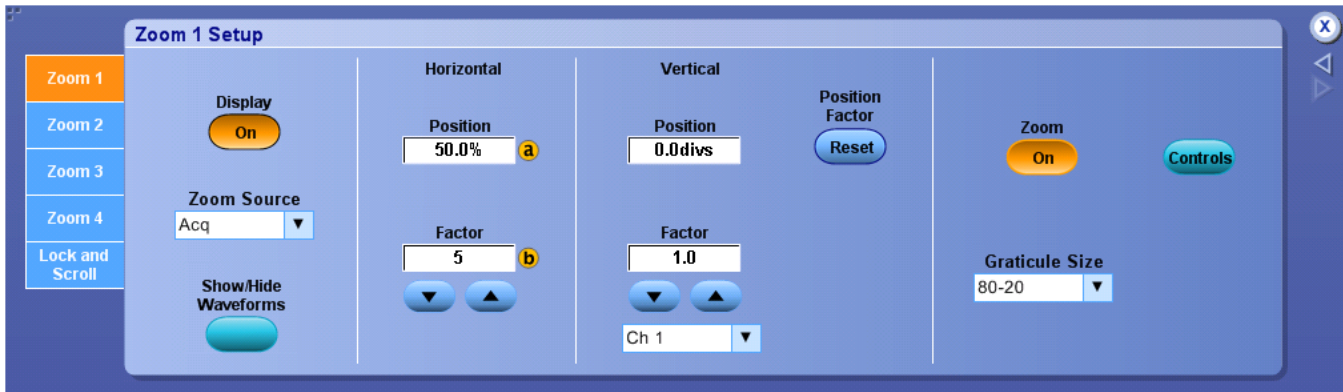 Zoom 1 Setup
X
Zoom 1
Zoom 2
Zoom 3
Zoom 4
Lock and
Scroll
Display
On
Zoom Source
Acq
Show/Hide
Waveforms
Horizontal
Position
50.0%
a
Factor
5
b
Vertical
Position
0.0divs
Factor
1.0
Ch 1
Position
Factor
Reset
Zoom
On
Graticule Size
80-20
Controls